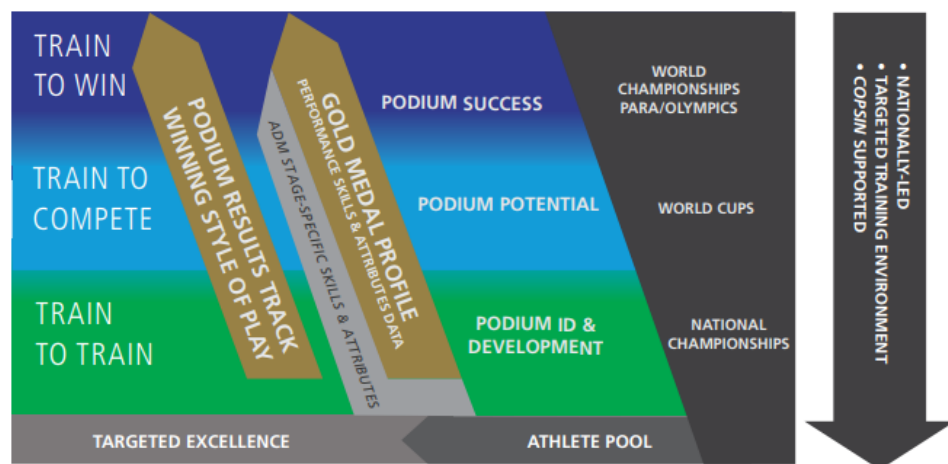 TRAIN
TO WIN
TRAIN TO
COMPETE
TRAIN
TO TRAIN
PODIUM RESULTS TRACK
WINNING STYLE OF PLAY
ADM STAGE-SPECIFIC SKILLS & ATTRIBUTES
GOLD MEDAL PROFILE
PERFORMANCE SKILLS & ATTRIBUTES DATA
PODIUM SUCCESS
PODIUM POTENTIAL
PODIUM ID &
DEVELOPMENT
WORLD
CHAMPIONSHIPS
PARA/OLYMPICS
WORLD CUPS
NATIONAL
CHAMPIONSHIPS
TARGETED EXCELLENCE
ATHLETE POOL
• NATIONALLY-LED
• TARGETED TRAINING ENVIRONMENT
• COPSIN SUPPORTED